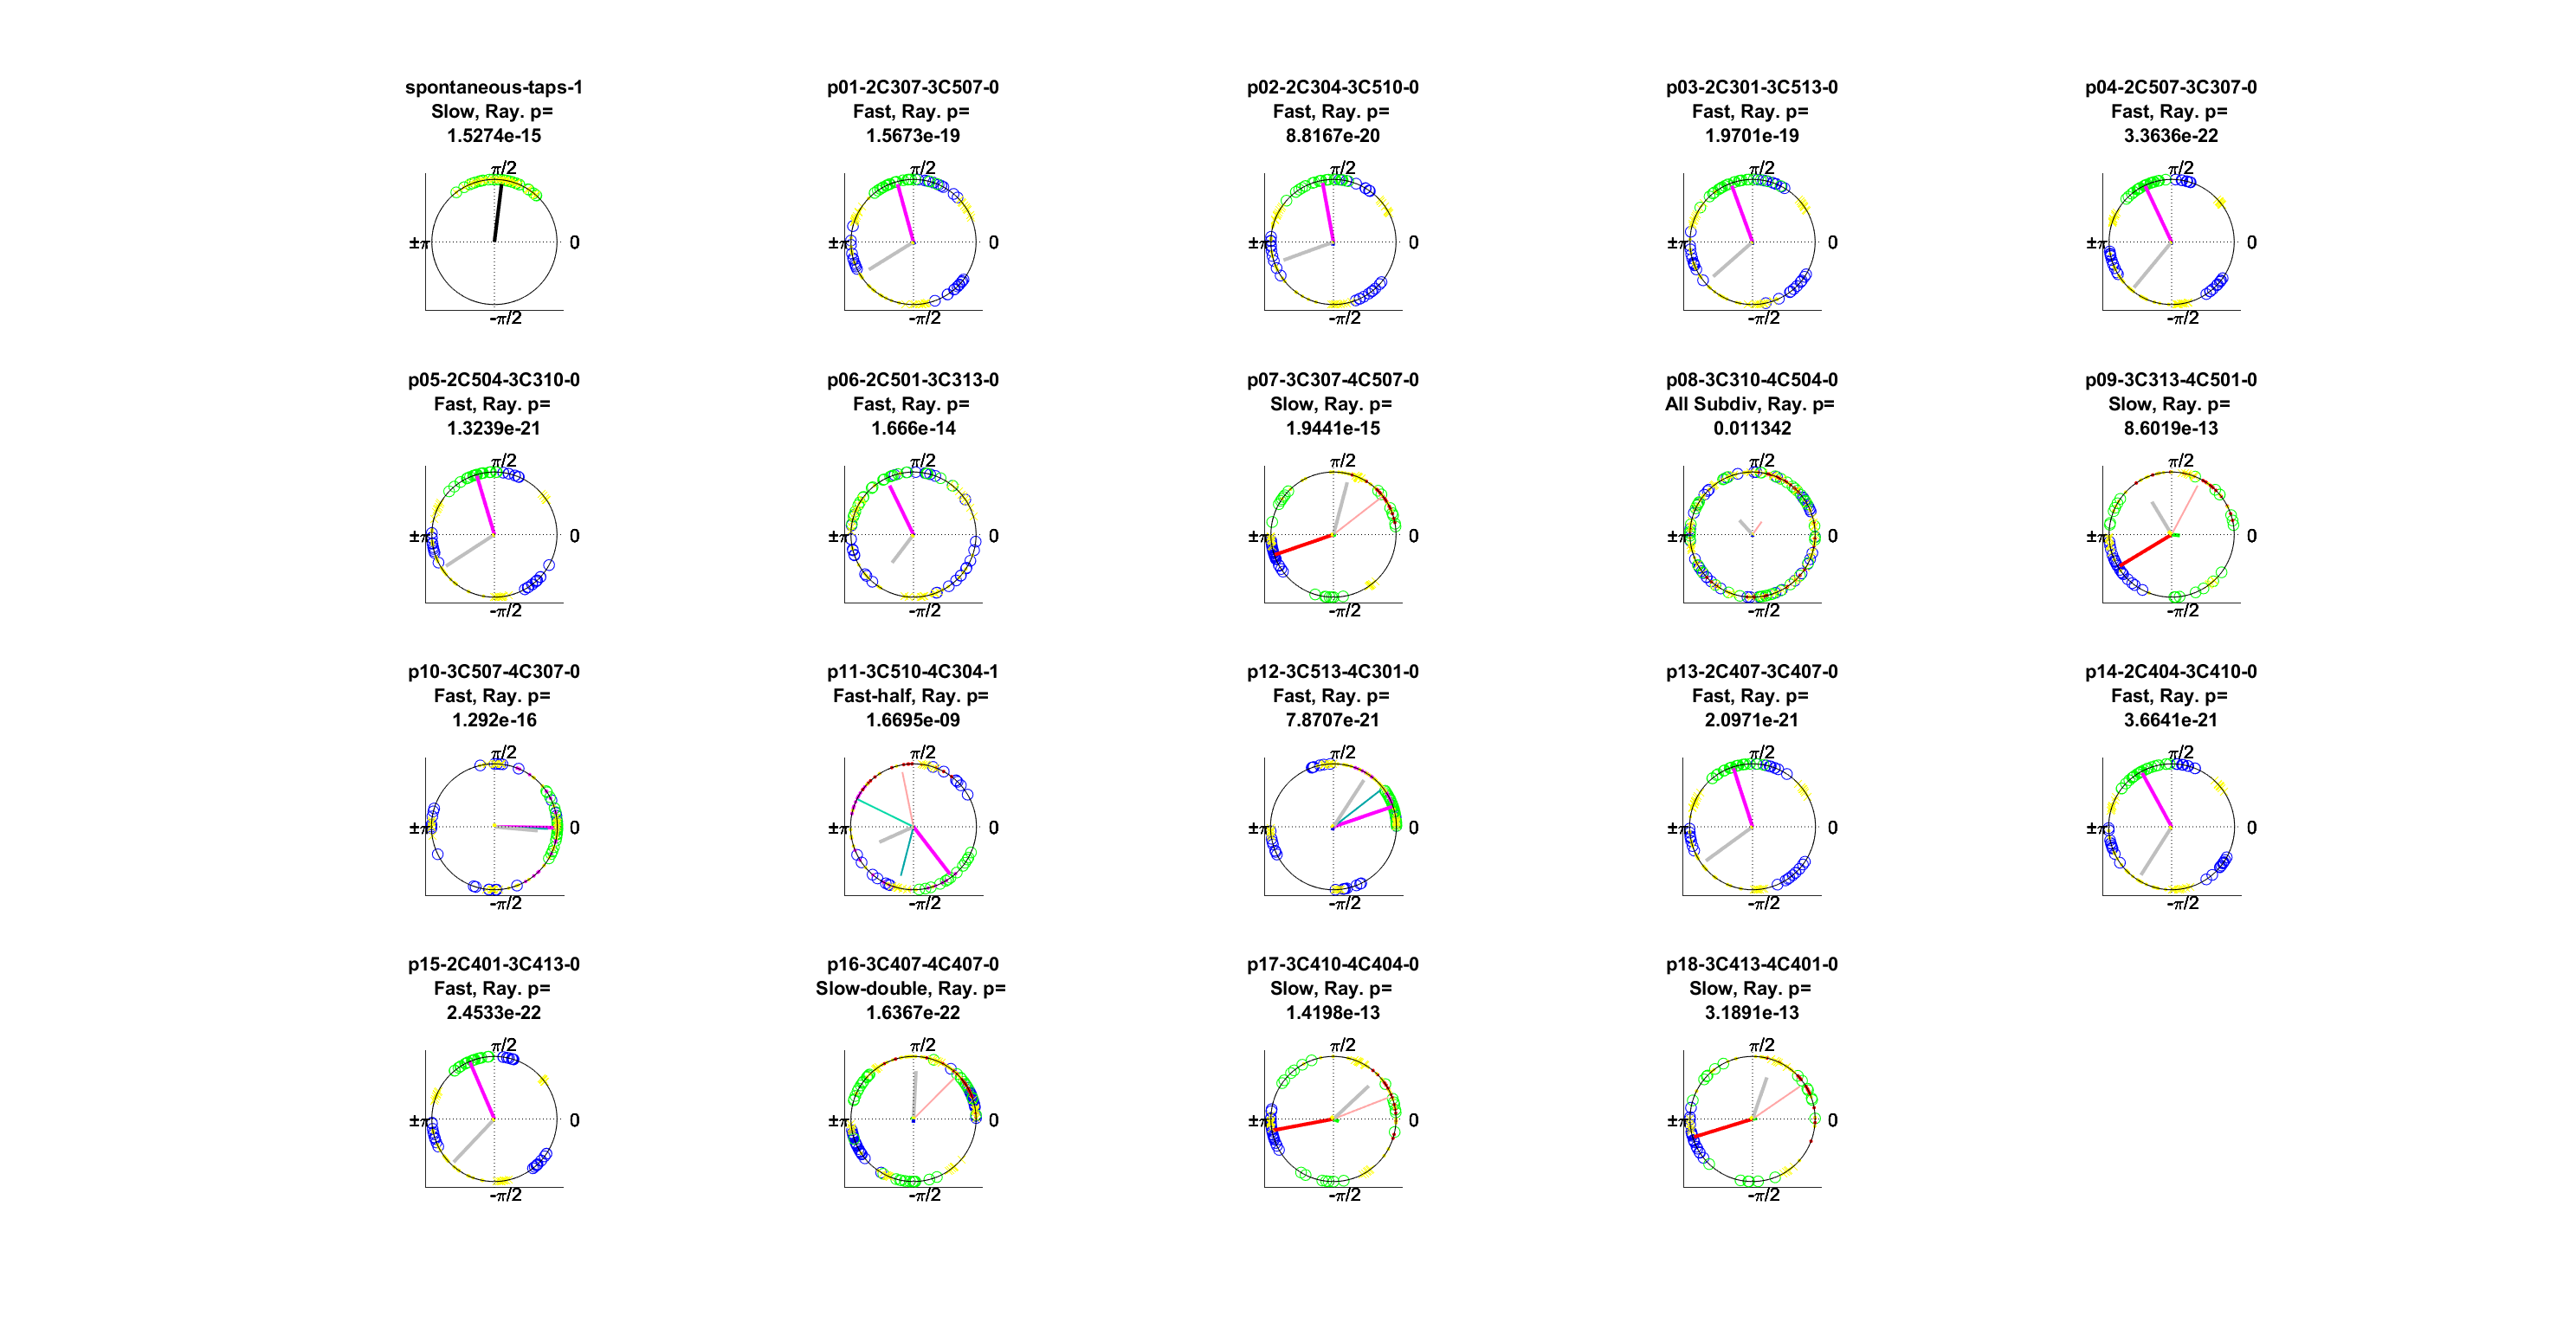 spontaneous-taps-1
Slow, Ray. p=
1.5274e-15
π/2
±π
0
-π/2
p01-2C307-3C507-0
Fast, Ray. p=
1.5673e-19
π/2
±π
0
-π/2
p02-2C304-3C510-0
Fast, Ray. p=
8.8167e-20
π/2
±π
0
-π/2
p03-2C301-3C513-0
Fast, Ray. p=
1.9701e-19
π/2
±π
0
-π/2
p04-2C507-3C307-0
Fast, Ray. p=
3.3636e-22
π/2
±π
0
-π/2
p05-2C504-3C310-0
Fast, Ray. p=
1.3239e-21
π/2
±π
0
-π/2
p06-2C501-3C313-0
Fast, Ray. p=
1.666e-14
π/2
±π
0
-π/2
p07-3C307-4C507-0
Slow, Ray. p=
1.9441e-15
π/2
±π
0
-π/2
p08-3C310-4C504-0
All Subdiv, Ray. p=
0.011342
π/2
±π
0
-π/2
p09-3C313-4C501-0
Slow, Ray. p=
8.6019e-13
π/2
±π
0
-π/2
p10-3C507-4C307-0
Fast, Ray. p=
1.292e-16
π/2
±π
0
-π/2
p11-3C510-4C304-1
Fast-half, Ray. p=
1.6695e-09
π/2
±π
0
-π/2
p12-3C513-4C301-0
Fast, Ray. p=
7.8707e-21
π/2
±π
0
-π/2
p13-2C407-3C407-0
Fast, Ray. p=
2.0971e-21
π/2
±π
0
-π/2
p14-2C404-3C410-0
Fast, Ray. p=
3.6641e-21
π/2
±π
0
-π/2
p15-2C401-3C413-0
Fast, Ray. p=
2.4533e-22
π/2
±π
0
-π/2
p16-3C407-4C407-0
Slow-double, Ray. p=
1.6367e-22
π/2
±π
0
-π/2
p17-3C410-4C404-0
Slow, Ray. p=
1.4198e-13
π/2
±π
0
-π/2
p18-3C413-4C401-0
Slow, Ray. p=
3.1891e-13
π/2
±π
0
-π/2